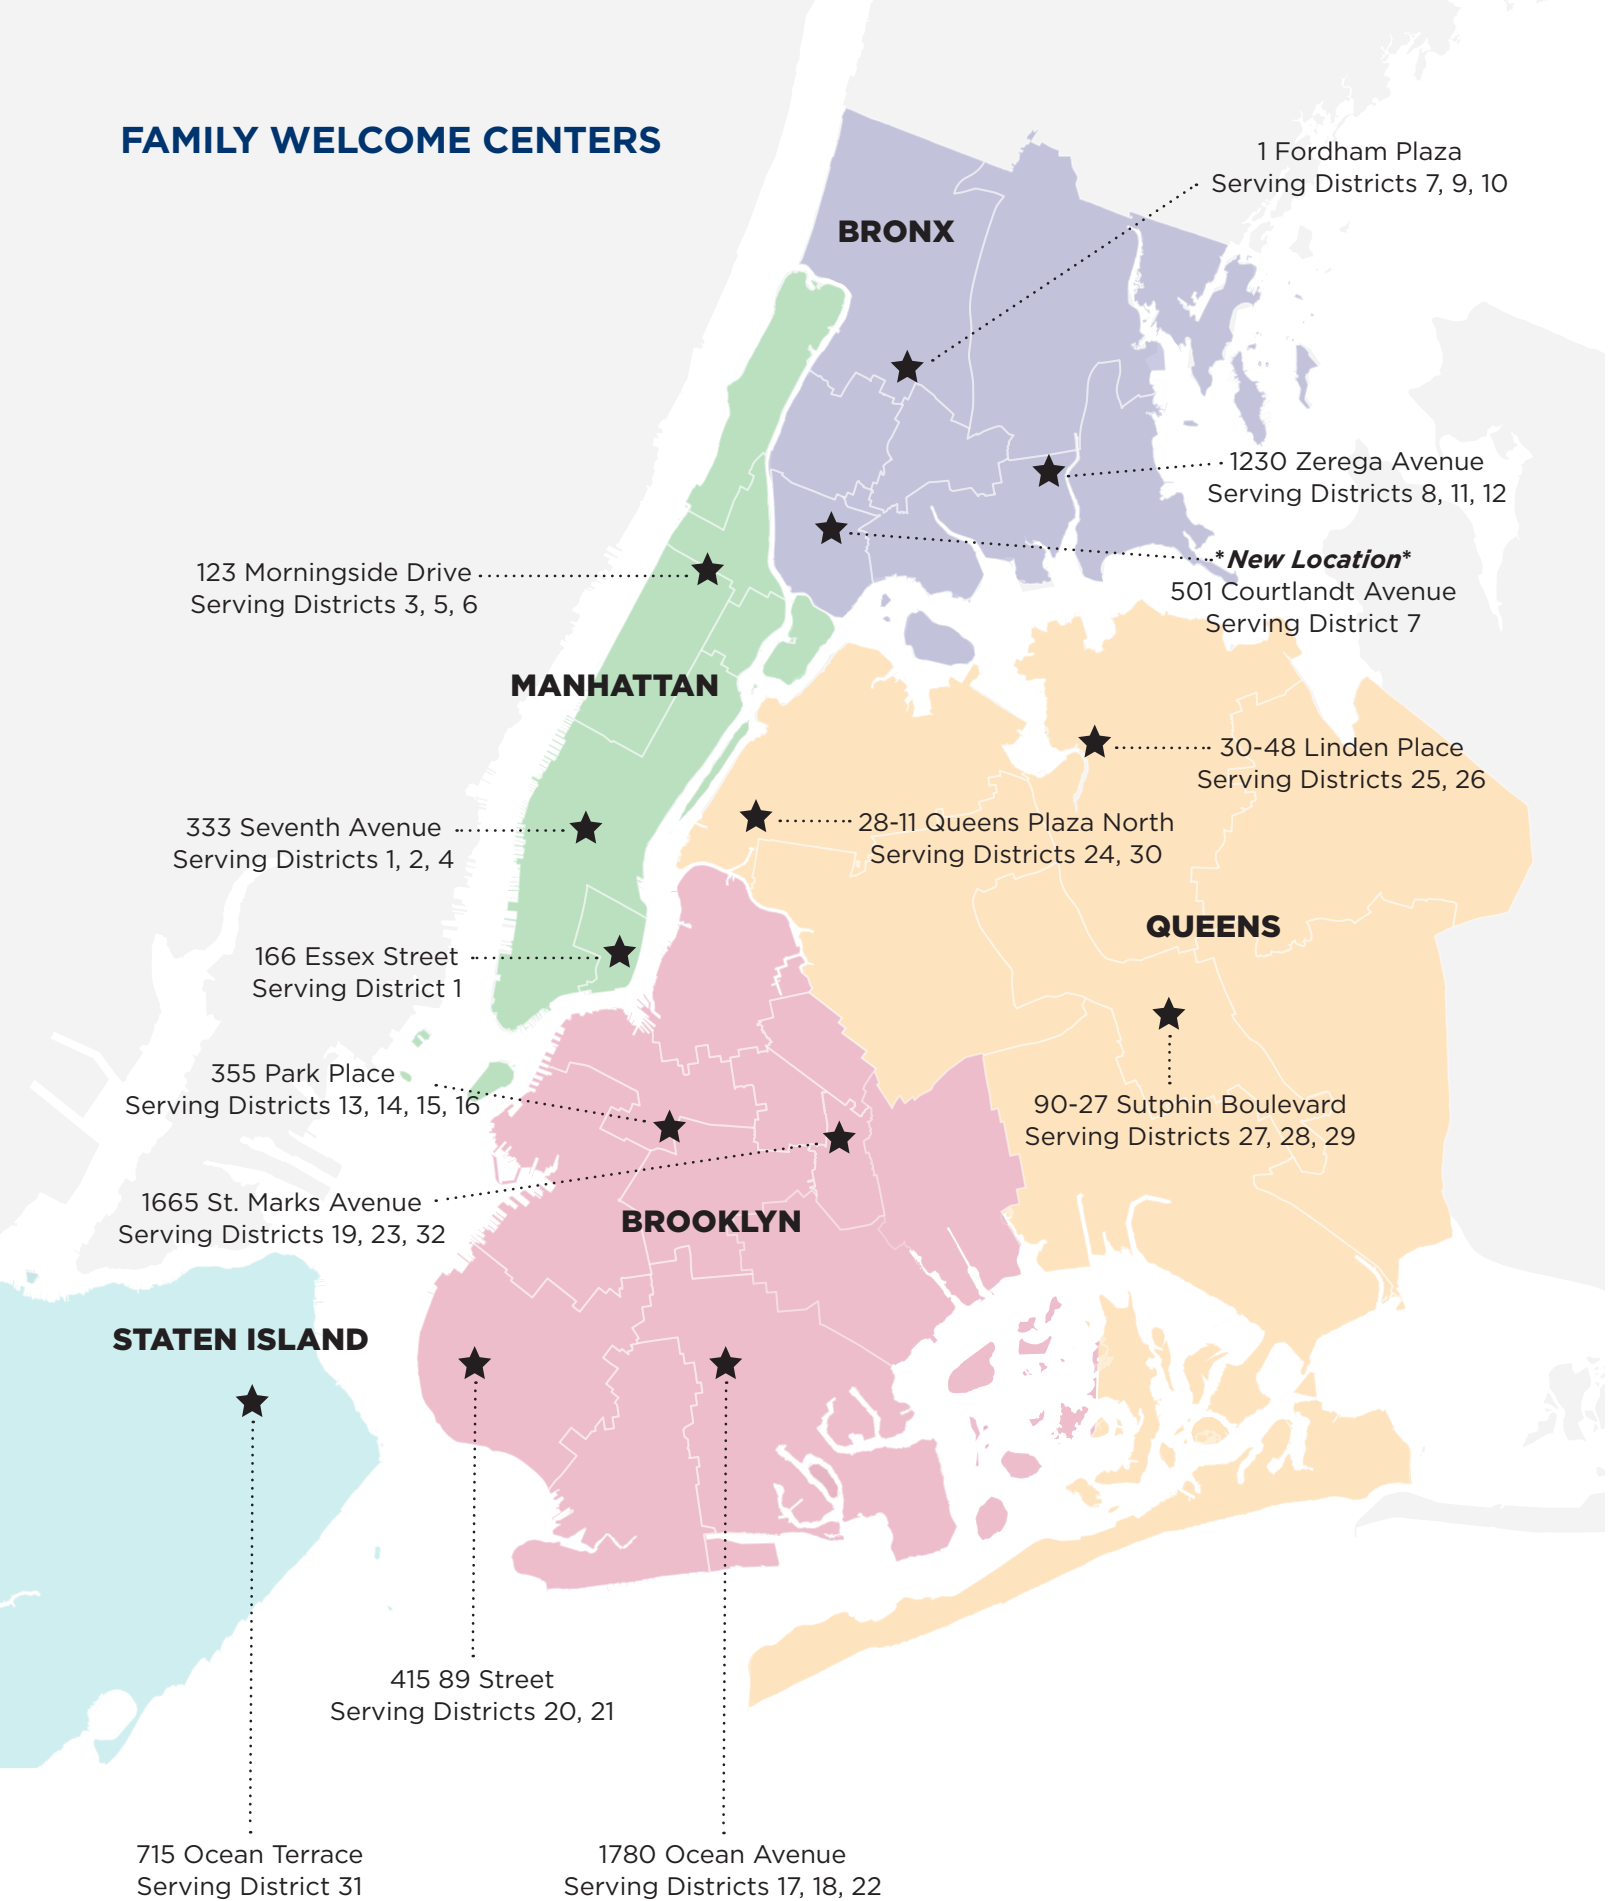 FAMILY WELCOME CENTERS
1 Fordham Plaza
Serving Districts 7, 9, 10
BRONX
1230 Zerega Avenue
Serving Districts 8, 11, 12
*New Location*
501 Courtlandt Avenue
Serving District 7
123 Morningside Drive
Serving Districts 3, 5, 6
MANHATTAN
30-48 Linden Place
Serving Districts 25, 26
333 Seventh Avenue
Serving Districts 1, 2, 4
28-11 Queens Plaza North
Serving Districts 24, 30
QUEENS
166 Essex Street
Serving District 1
355 Park Place
Serving Districts 13, 14, 15, 16
90-27 Sutphin Boulevard
Serving Districts 27, 28, 29
1665 St. Marks Avenue
Serving Districts 19, 23, 32
BROOKLYN
STATEN ISLAND
415 89 Street
Serving Districts 20, 21
715 Ocean Terrace
Serving District 31
1780 Ocean Avenue
Serving Districts 17, 18, 22